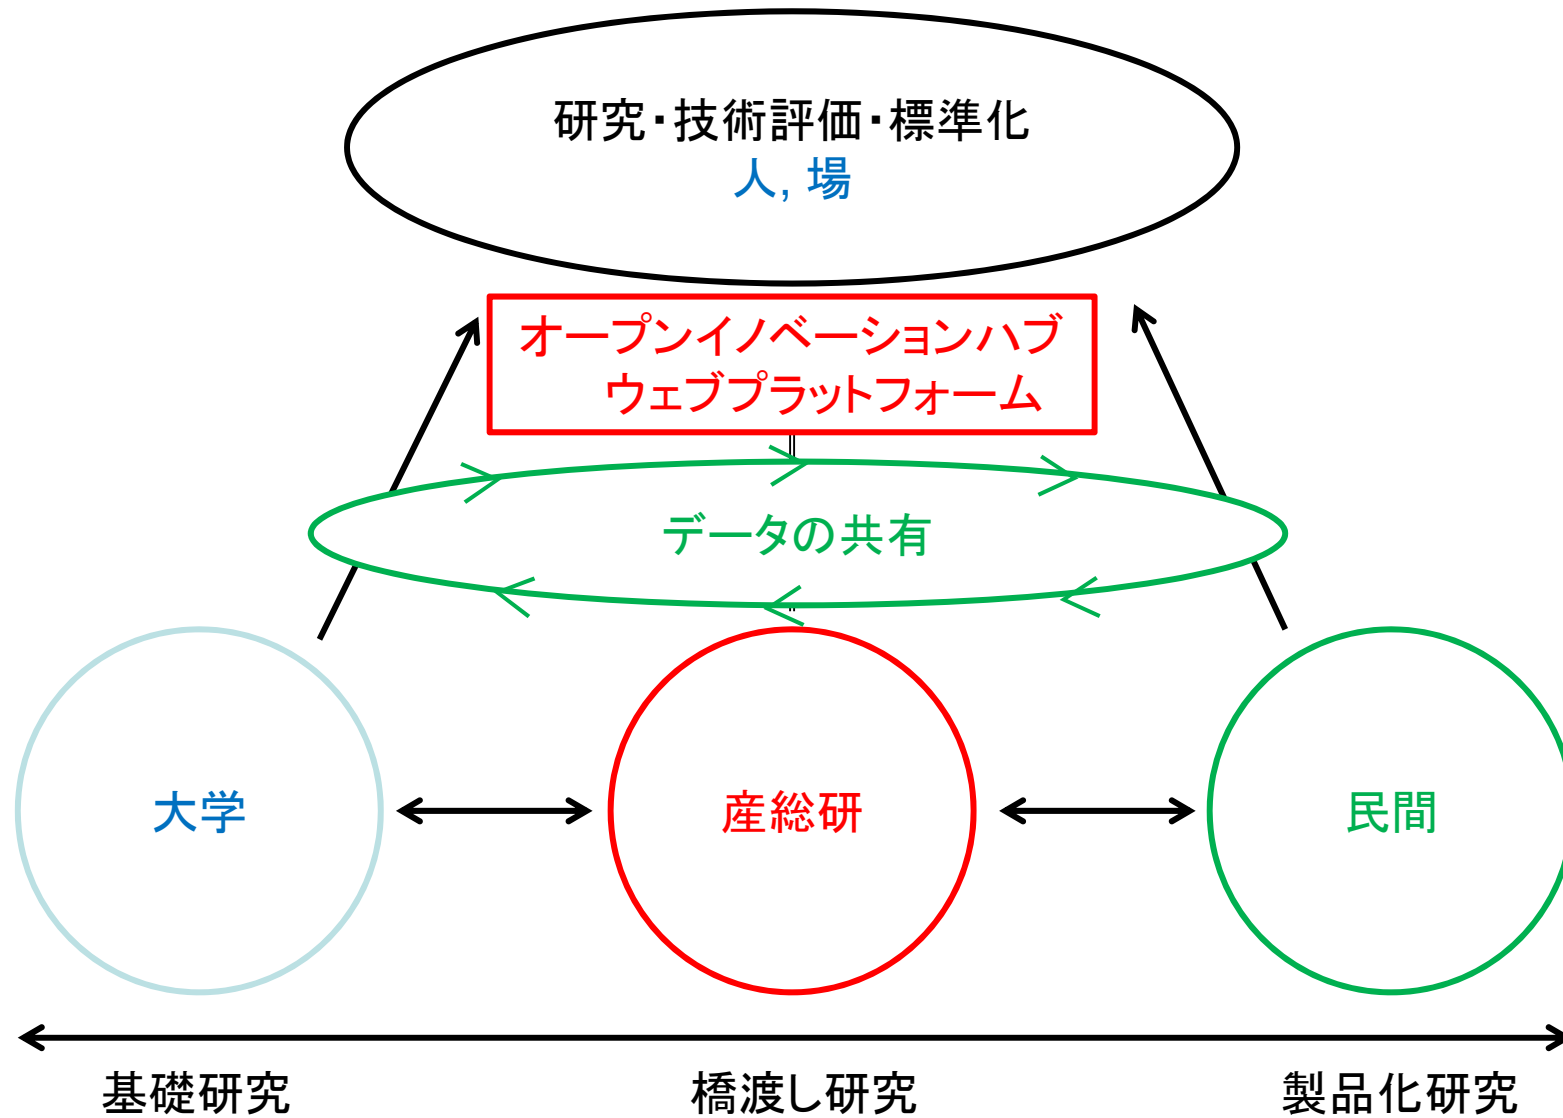 研究・技術評価・標準化
人, 場
オープンイノベーションハブ
ウェブプラットフォーム
データの共有
大学
産総研
民間
基礎研究
橋渡し研究
製品化研究